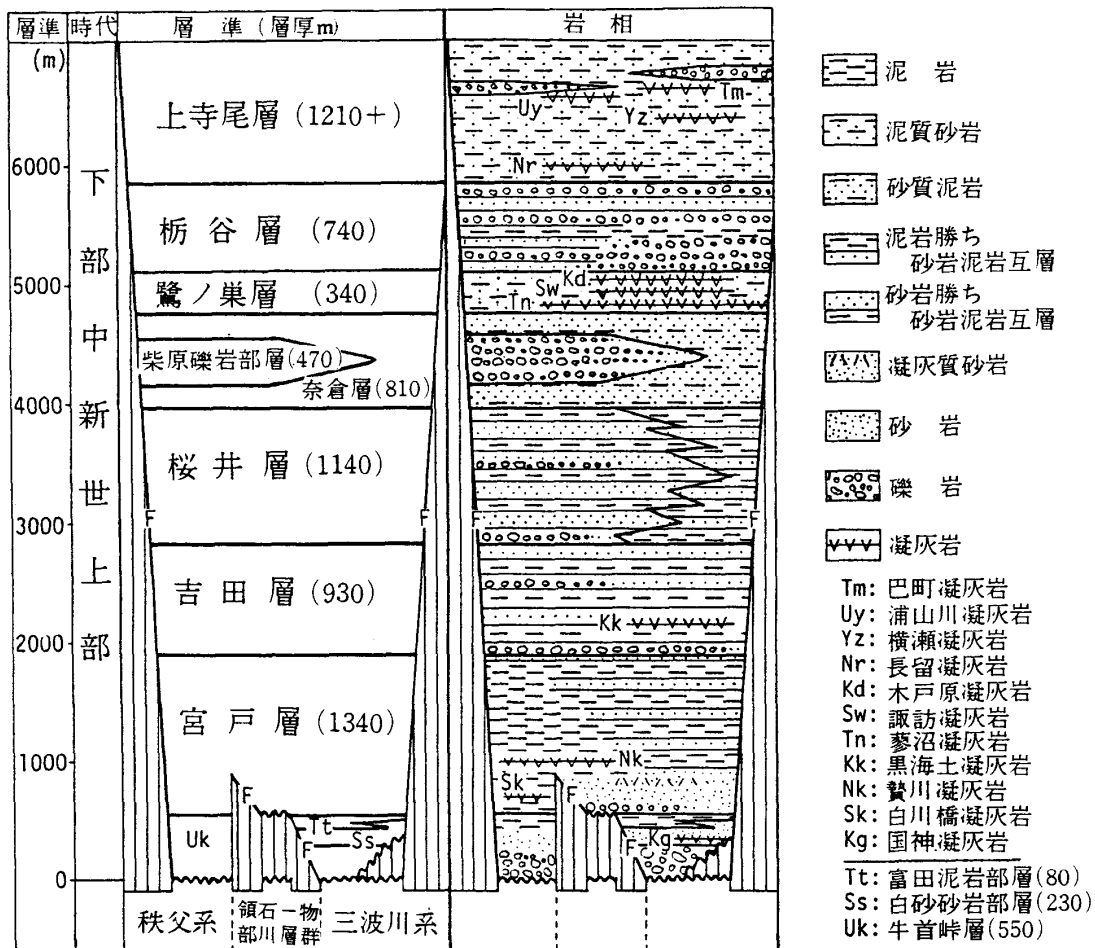 層準 時代 層準(層厚m) 岩相
(m)
6000
5000
4000
3000
2000
1000
0
下部中新世上部
上寺尾層(1210+)
栃谷層(740)
鷺ノ巣層(340)
柴原礫岩部層(470)
奈倉層(810)
桜井層(1140)
F F
吉田層(930)
宮戸層(1340)
F
Tt
Uk Ss
F
秩父系 領石一物部川層群 三波川系
Tm
Uy Yz
Nr
Kd
Sw
Tn
F F
Kk
Nk
Sk F
F Kg
泥岩
泥質砂岩
砂質泥岩
泥岩勝ち
砂岩泥岩互層
砂岩勝ち
砂岩泥岩互層
凝灰質砂岩
砂岩
礫岩
凝灰岩
Tm: 巴町凝灰岩
Uy: 浦山川凝灰岩
Yz: 横瀬凝灰岩
Nr: 長留凝灰岩
Kd: 木戸原凝灰岩
Sw: 諏訪凝灰岩
Tn: 蓼沼凝灰岩
Kk: 黒海土凝灰岩
Nk: 贄川凝灰岩
Sk: 白川橋凝灰岩
Kg: 国神凝灰岩
Tt: 富田泥岩部層(80)
Ss: 白砂砂岩部層(230)
Uk: 牛首峠層(550)